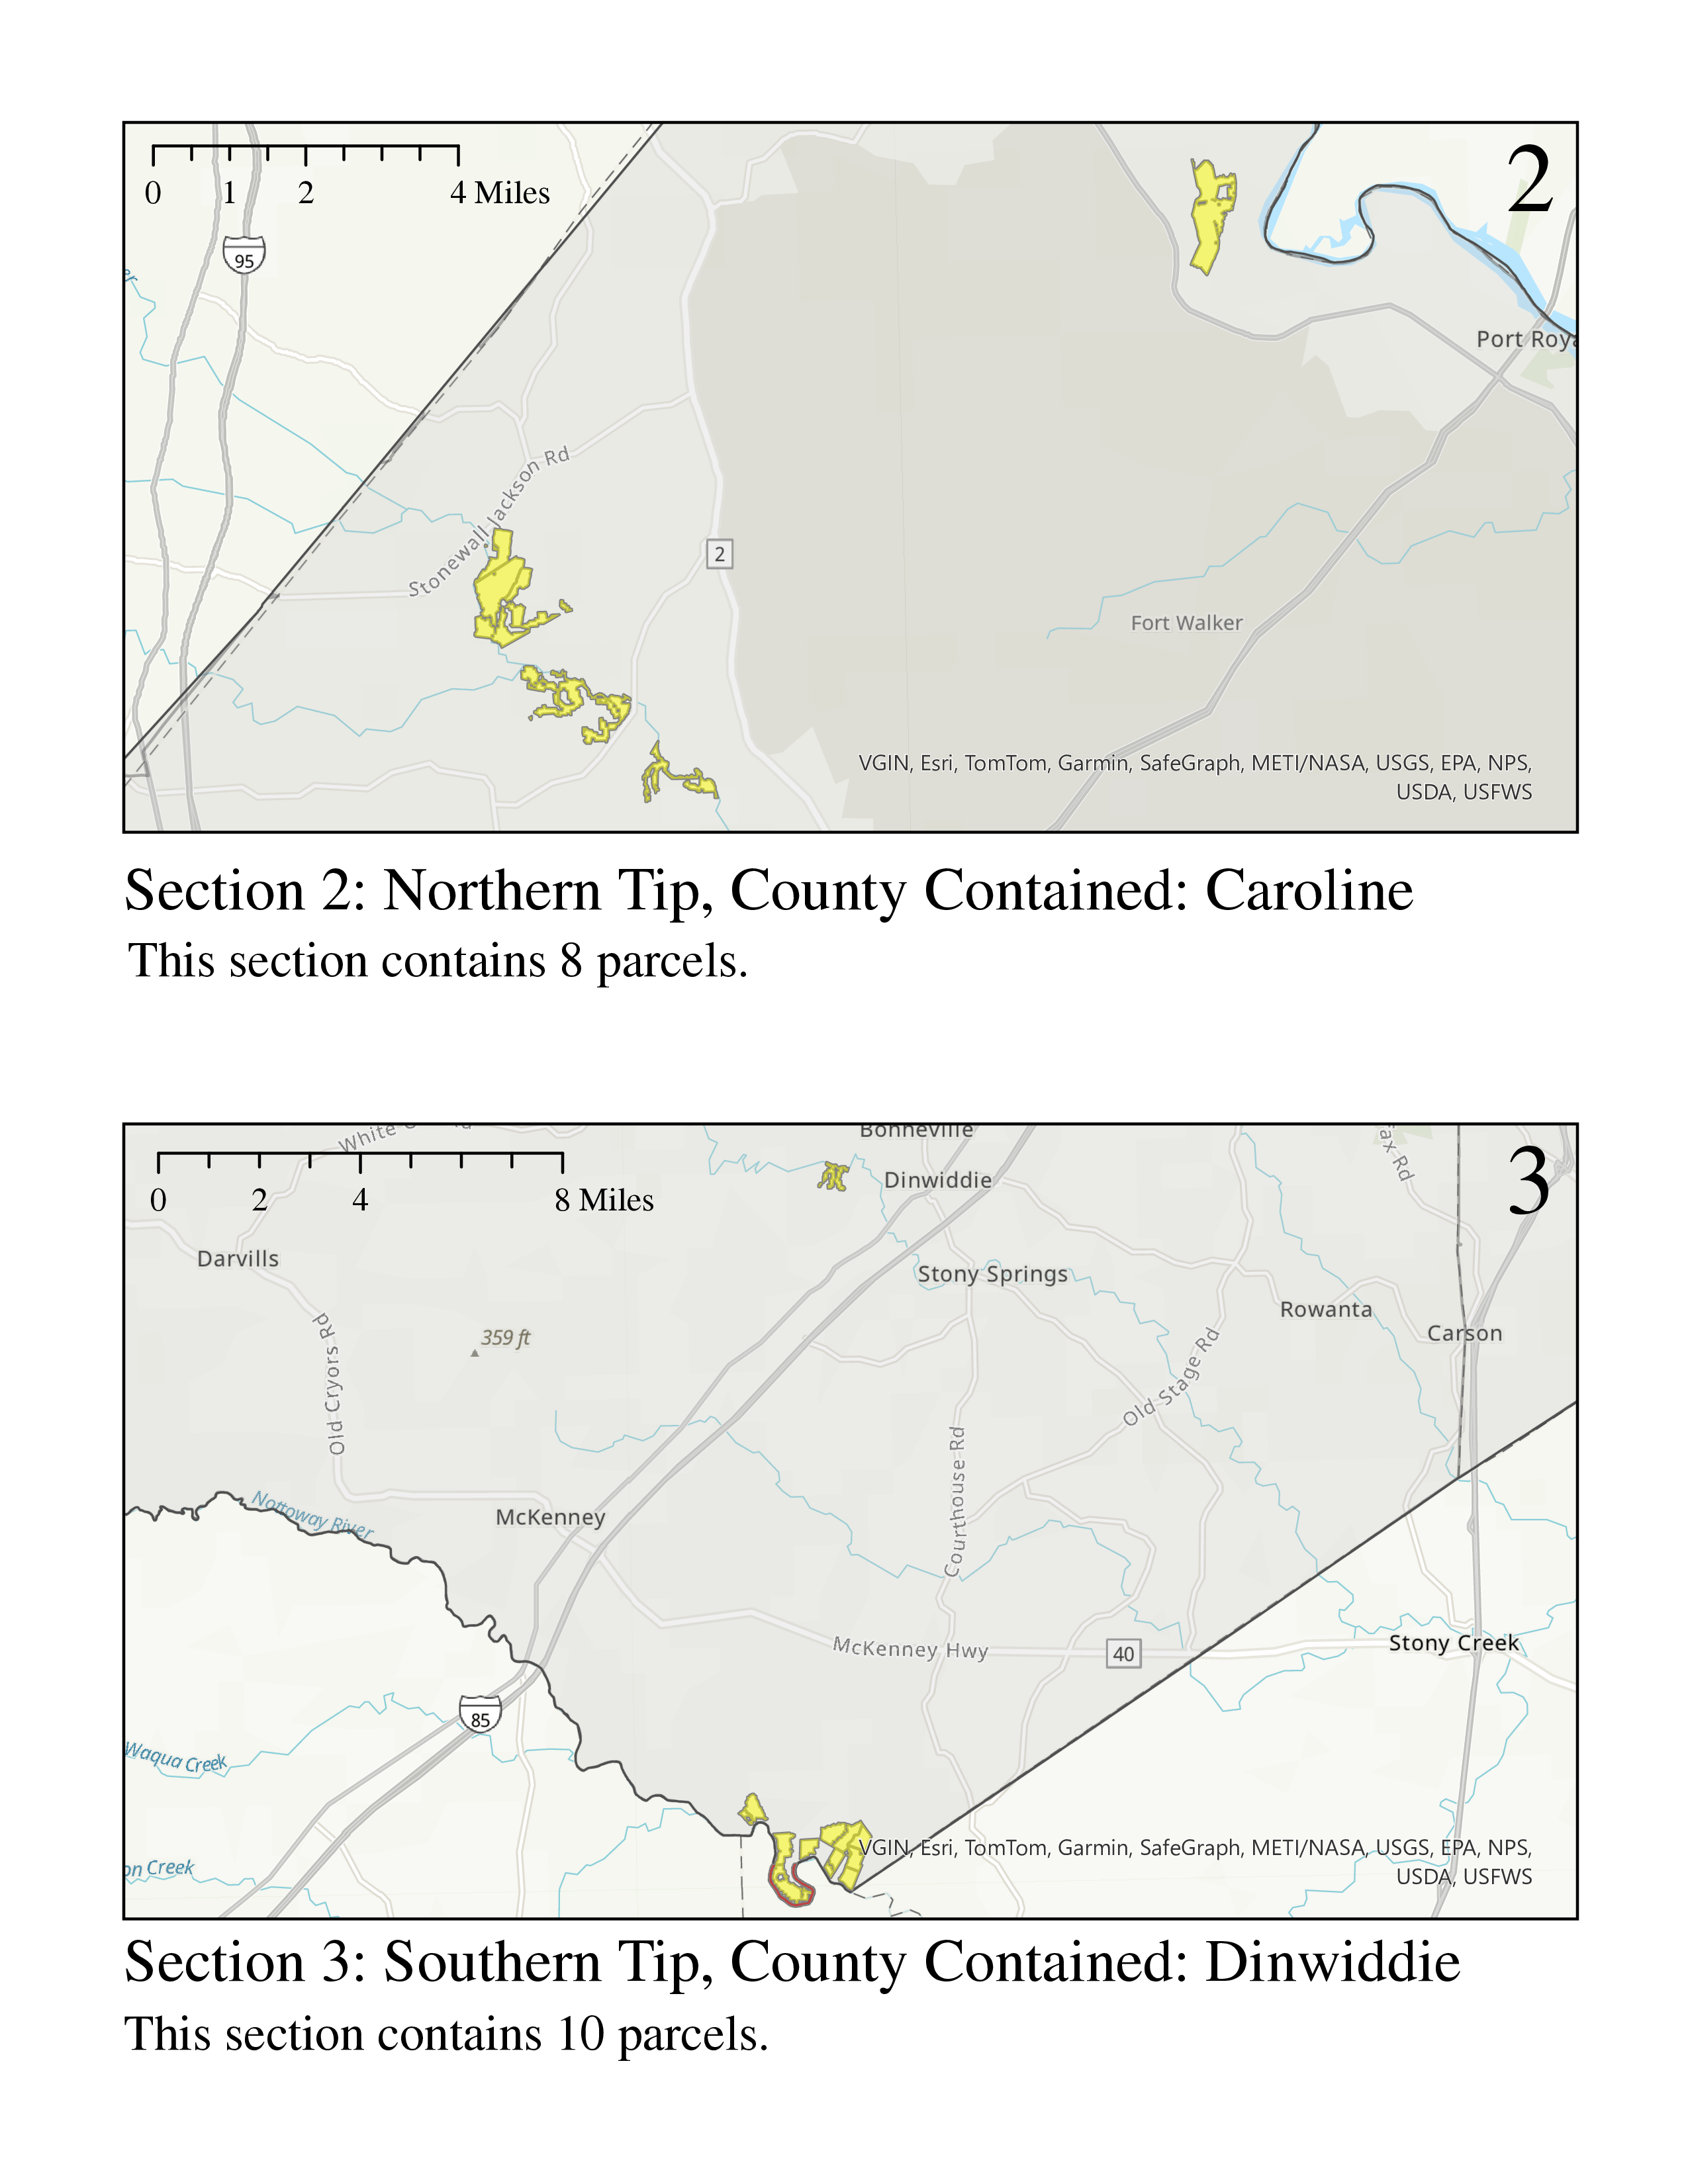 2
0 1 2 4 Miles
95
Stonewall Jackson Rd
2
Fort Walker
VGIN, Esri, TomTom, Garmin, SafeGraph, METI/NASA, USGS, EPA, NPS,
USDA, USFWS
Section 2: Northern Tip, County Contained: Caroline
This section contains 8 parcels.
3
0 2 4 8 Miles
Bonneville
Dinwiddie
Darvills
Stony Springs
359 ft
Rowanta
Carson
Old Cryors Rd
Old Stage Rd
Courthouse Rd
Nottoway River
McKenney
McKenney Hwy
40
Stony Creek
85
Waqua Creek
VGIN, Esri, TomTom, Garmin, SafeGraph, METI/NASA, USGS, EPA, NPS,
USDA, USFWS
Section 3: Southern Tip, County Contained: Dinwiddie
This section contains 10 parcels.